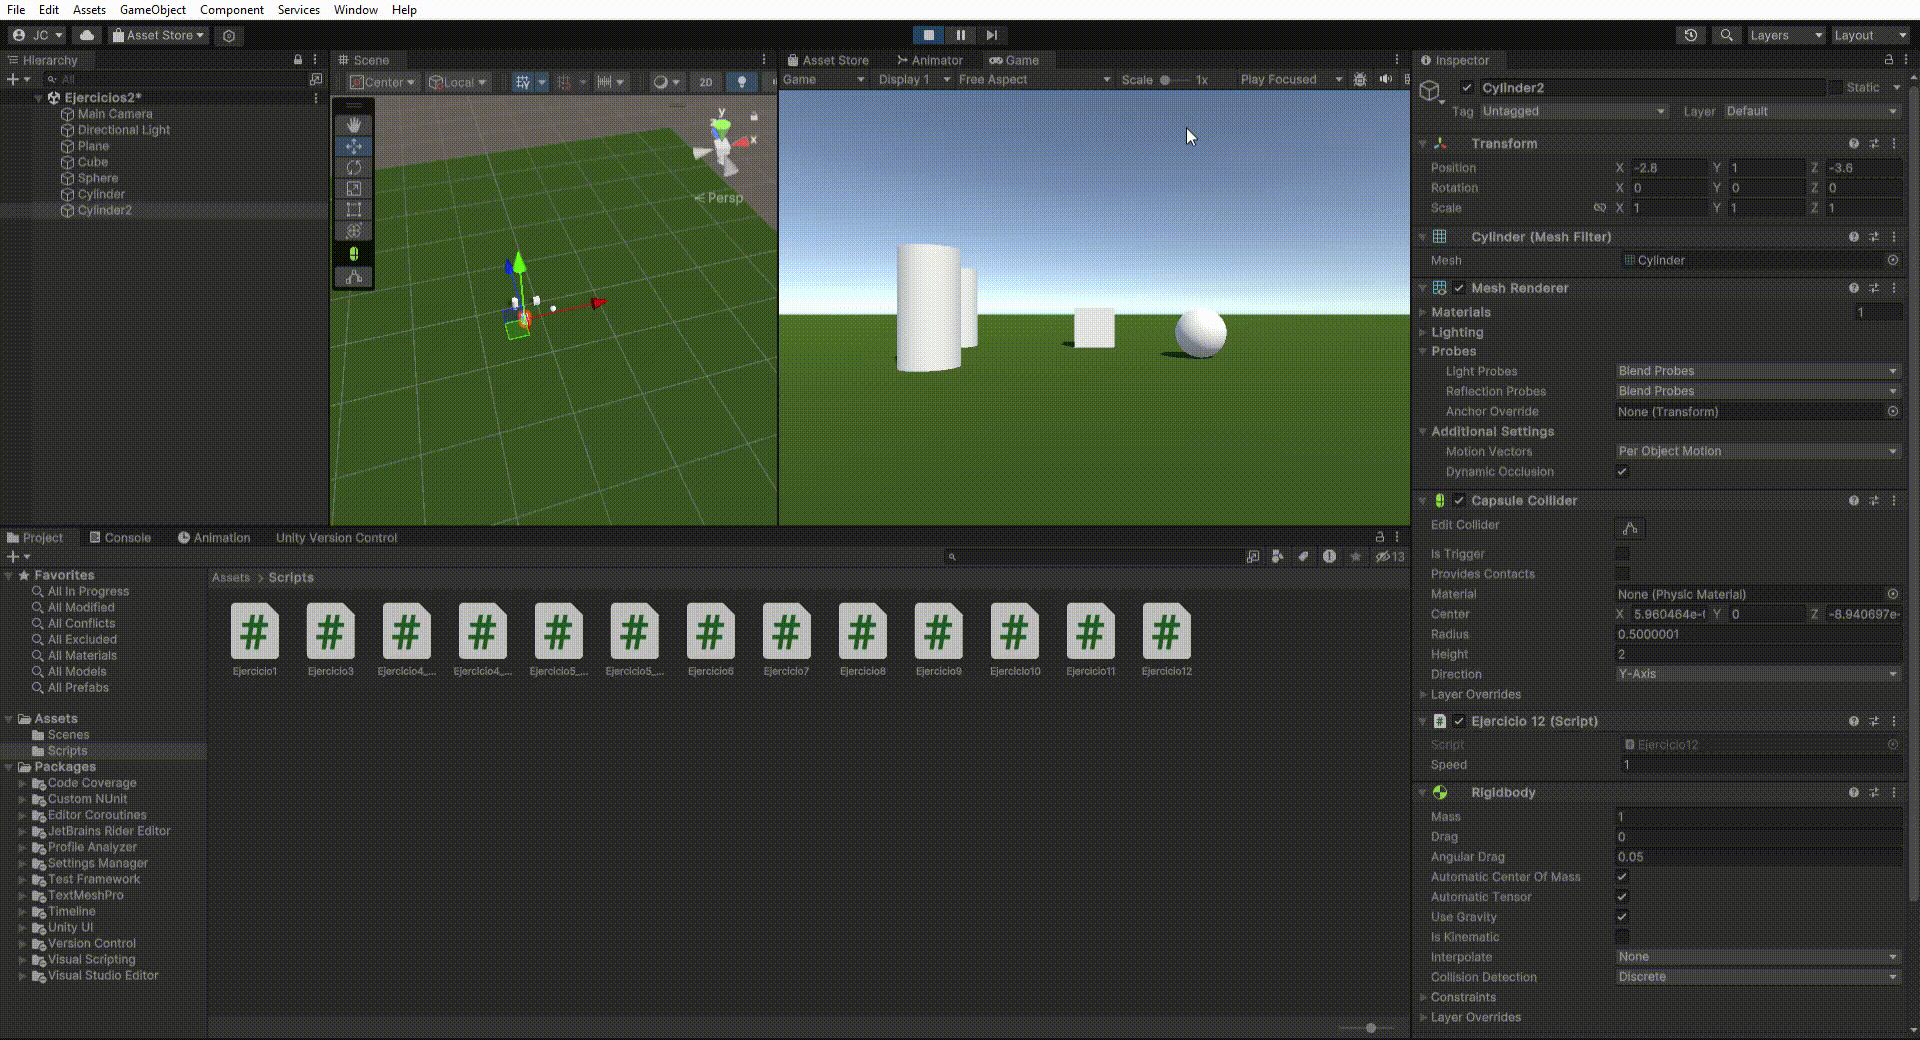 File Edit Assets GameObject Component Services Window Help
JC Asset Store Layers Layout
Hierarchy
All
Ejercicios2*
Main Camera
Directional Light
Plane
Cube
Sphere
Cylinder
Cylinder2
Scene
Center Local 2D
y
x
Persp
Asset Store Animator Game
Game Display 1 Free Aspect Scale 1x Play Focused
Inspector
Cylinder2 Static
Tag Untagged Layer Default
Transform
Position X -2.8 Y 1 Z -3.6
Rotation X 0 Y 0 Z 0
Scale X 1 Y 1 Z 1
Cylinder (Mesh Filter)
Mesh Cylinder
Mesh Renderer
Materials 1
Lighting
Probes
Light Probes Blend Probes
Reflection Probes Blend Probes
Anchor Override None (Transform)
Additional Settings
Motion Vectors Per Object Motion
Dynamic Occlusion
Capsule Collider
Edit Collider
Is Trigger
Provides Contacts
Material None (Physic Material)
Center X 5.960464e-( Y 0 Z -8.940697e-
Radius 0.5000001
Height 2
Direction Y-Axis
Layer Overrides
# Ejercicio 12 (Script)
Script Ejercicio12
Speed 1
Rigidbody
Mass 1
Drag 0
Angular Drag 0.05
Automatic Center Of Mass
Automatic Tensor
Use Gravity
Is Kinematic
Interpolate None
Collision Detection Discrete
Constraints
Layer Overrides
Project Console Animation Unity Version Control
13
Favorites
All In Progress
All Modified
All Conflicts
All Excluded
All Materials
All Models
All Prefabs
Assets
Scenes
Scripts
Packages
Code Coverage
Custom NUnit
Editor Coroutines
JetBrains Rider Editor
Profile Analyzer
Settings Manager
Test Framework
TextMeshPro
Timeline
Unity UI
Version Control
Visual Scripting
Visual Studio Editor
Assets > Scripts
# # # # # # # # # # # # #
Ejercicio1 Ejercicio3 Ejercicio4_... Ejercicio4_... Ejercicio5_... Ejercicio5_... Ejercicio6 Ejercicio7 Ejercicio8 Ejercicio9 Ejercicio10 Ejercicio11 Ejercicio12